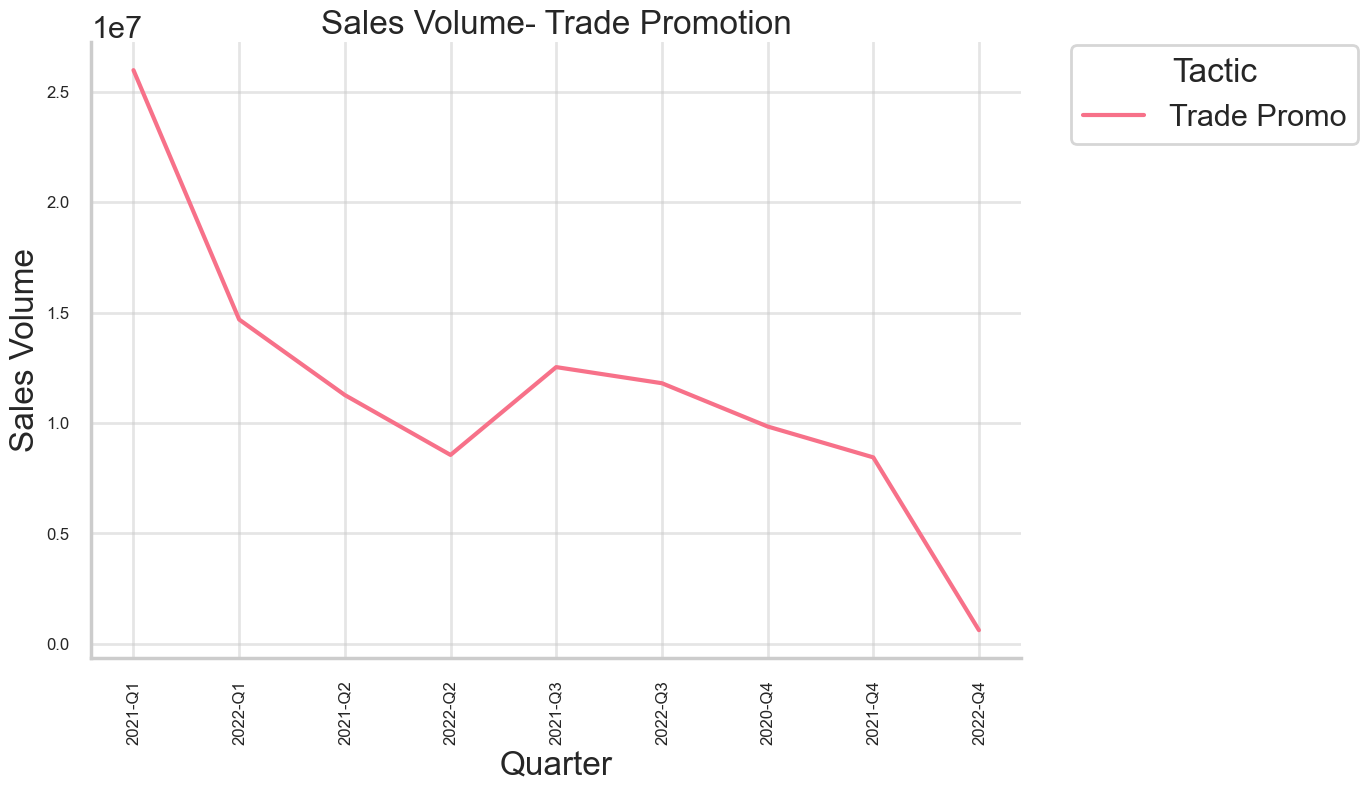 Sales Volume- Trade Promotion
1e7
Tactic
Trade Promo
Sales Volume
2.5
2.0
1.5
1.0
0.5
0.0
2021-Q1
2022-Q1
2021-Q2
2022-Q2
2021-Q3
2022-Q3
2020-Q4
2021-Q4
2022-Q4
Quarter